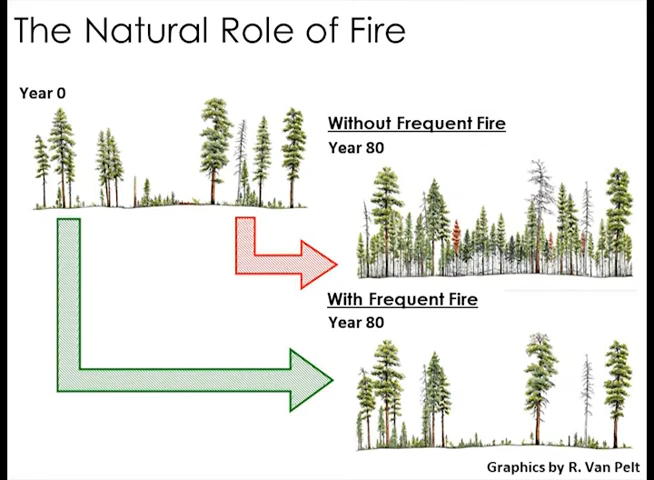 The Natural Role of Fire
Year 0
Without Frequent Fire
Year 80
With Frequent Fire
Year 80
Graphics by R. Van Pelt